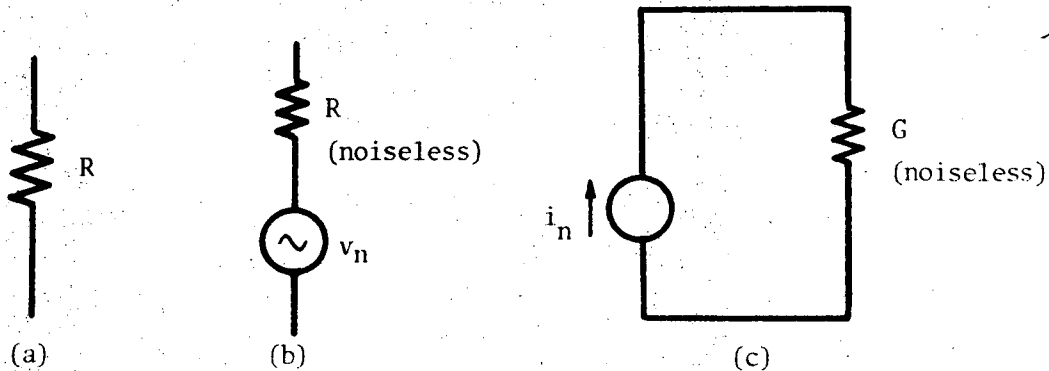 R
(a)
R
(noiseless)
v_n
(b)
i_n
G
(noiseless)
(c)